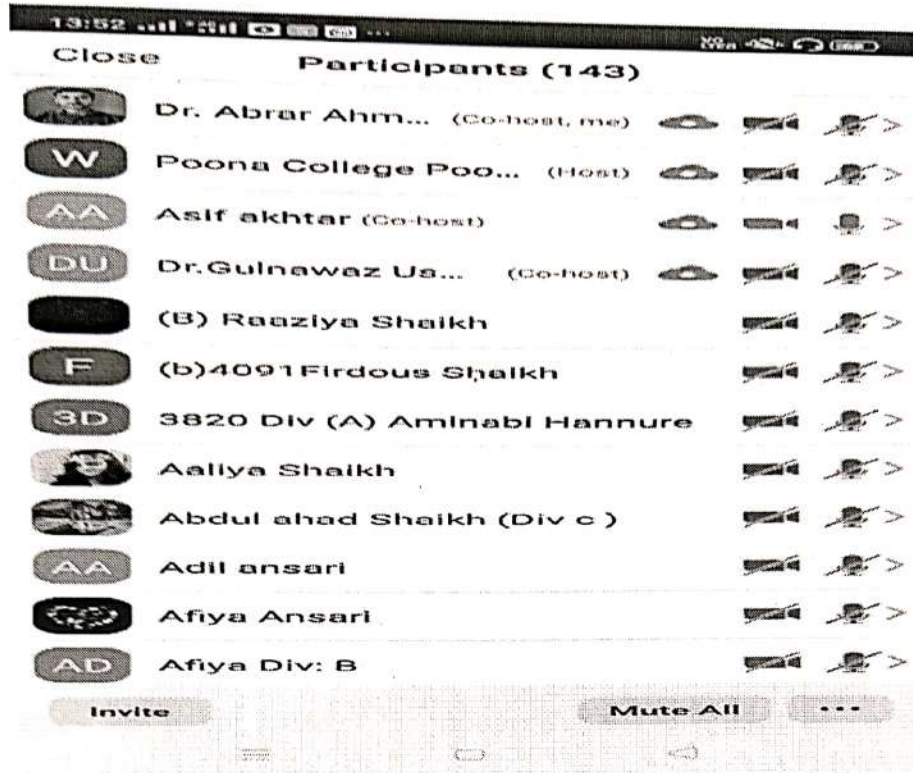 13:52
Close Participants (143)
Dr. Abrar Ahm... (Co-host, me)
W Poona College Poo... (Host)
AA Asif akhtar (Co-host)
DU Dr.Gulnawaz Us... (Co-host)
(B) Raaziya Shaikh
F (b)4091Firdous Shaikh
3D 3820 Div (A) Aminabi Hannure
Aaliya Shaikh
Abdul ahad Shaikh (Div c )
AA Adil ansari
Afiya Ansari
AD Afiya Div: B
Invite Mute All ...